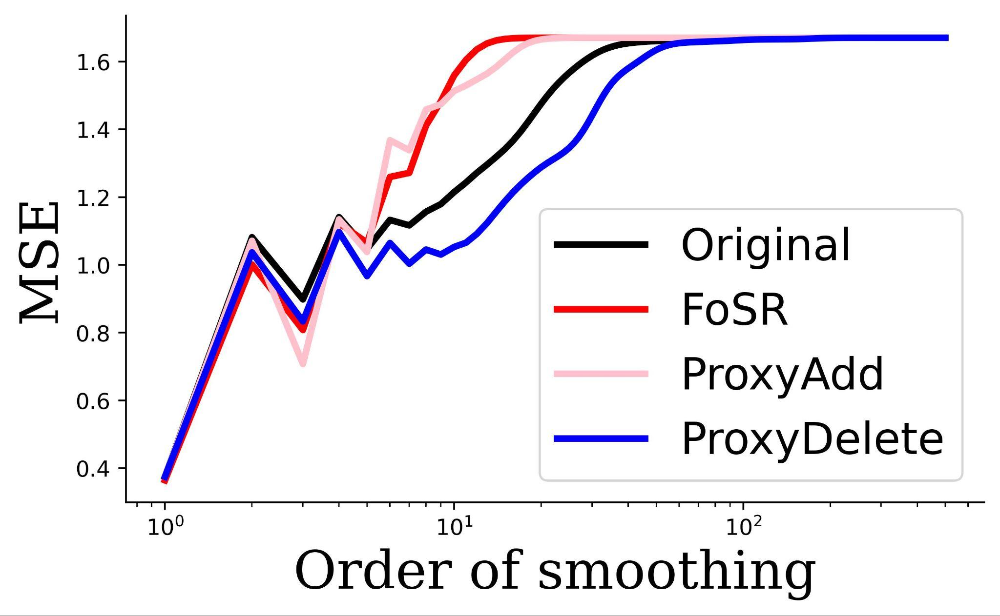 MSE
1.6
1.4
1.2
1.0
0.8
0.6
0.4
Original
FoSR
ProxyAdd
ProxyDelete
10⁰ 10¹ 10²
Order of smoothing